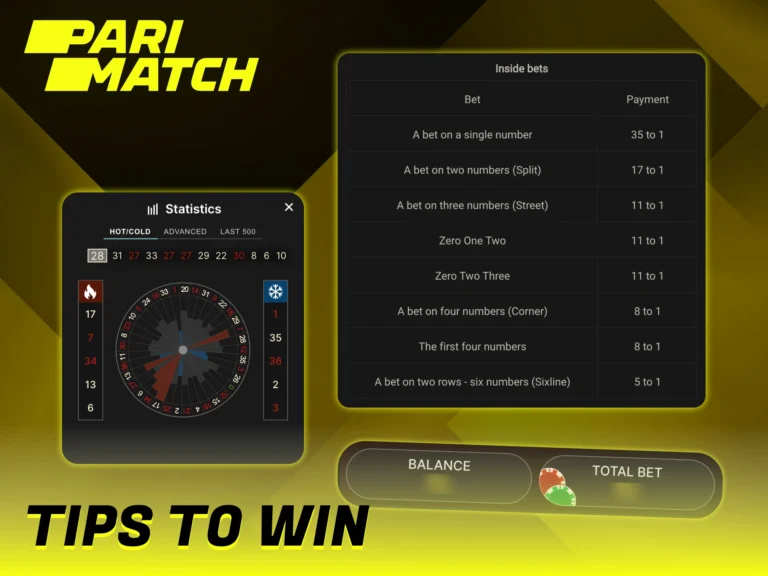 PARI
MATCH
Inside bets
Bet Payment
A bet on a single number 35 to 1
A bet on two numbers (Split) 17 to 1
A bet on three numbers (Street) 11 to 1
Zero One Two 11 to 1
Zero Two Three 11 to 1
A bet on four numbers (Corner) 8 to 1
The first four numbers 8 to 1
A bet on two rows - six numbers (Sixline) 5 to 1
Statistics ×
HOT/COLD ADVANCED LAST 500
28 31 27 33 27 27 29 22 30 8 6 10
17 1
7 35
34 36
13 2
6 3
BALANCE
TOTAL BET
TIPS TO WIN